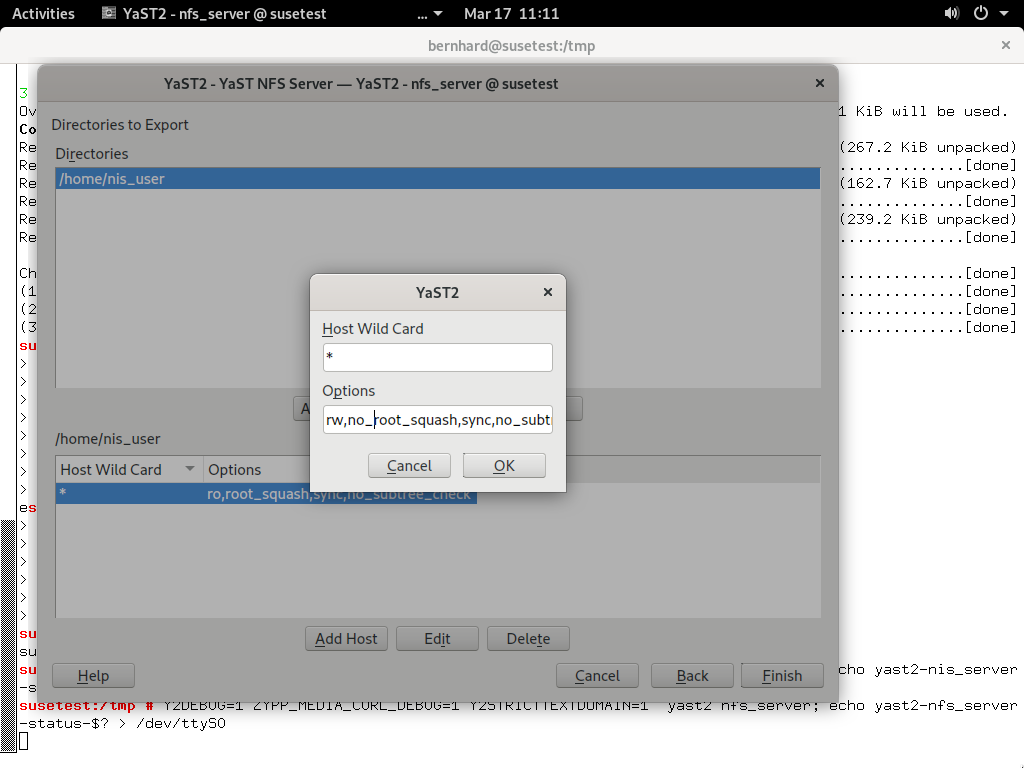 Activities YaST2 - nfs_server @ susetest ... Mar 17 11:11
bernhard@susetest:/tmp
YaST2 - YaST NFS Server — YaST2 - nfs_server @ susetest
3
Ov 1 KiB will be used.
Directories to Export
Co
Re (267.2 KiB unpacked)
Directories
Re ..............[done]
/home/nis_user
Re (162.7 KiB unpacked)
Re ..............[done]
Re (239.2 KiB unpacked)
Re ..............[done]
Ch ..............[done]
(1 ..............[done]
(2 ..............[done]
(3 ..............[done]
su
>
>
>
>
>
>
>
>
es
>
>
>
>
>
>
su
su
YaST2
Host Wild Card
*
Options
rw,no_root_squash,sync,no_subt
Cancel OK
/home/nis_user
Host Wild Card Options
* ro,root_squash,sync,no_subtree_check
Add Host Edit Delete
Help Cancel Back Finish
su echo yast2-nis_server
-s
susetest:/tmp # Y2DEBUG=1 ZYPP_MEDIA_CURL_DEBUG=1 Y2STRICTTEXTDOMAIN=1 yast2 nfs_server; echo yast2-nfs_server
-status-$? > /dev/ttyS0